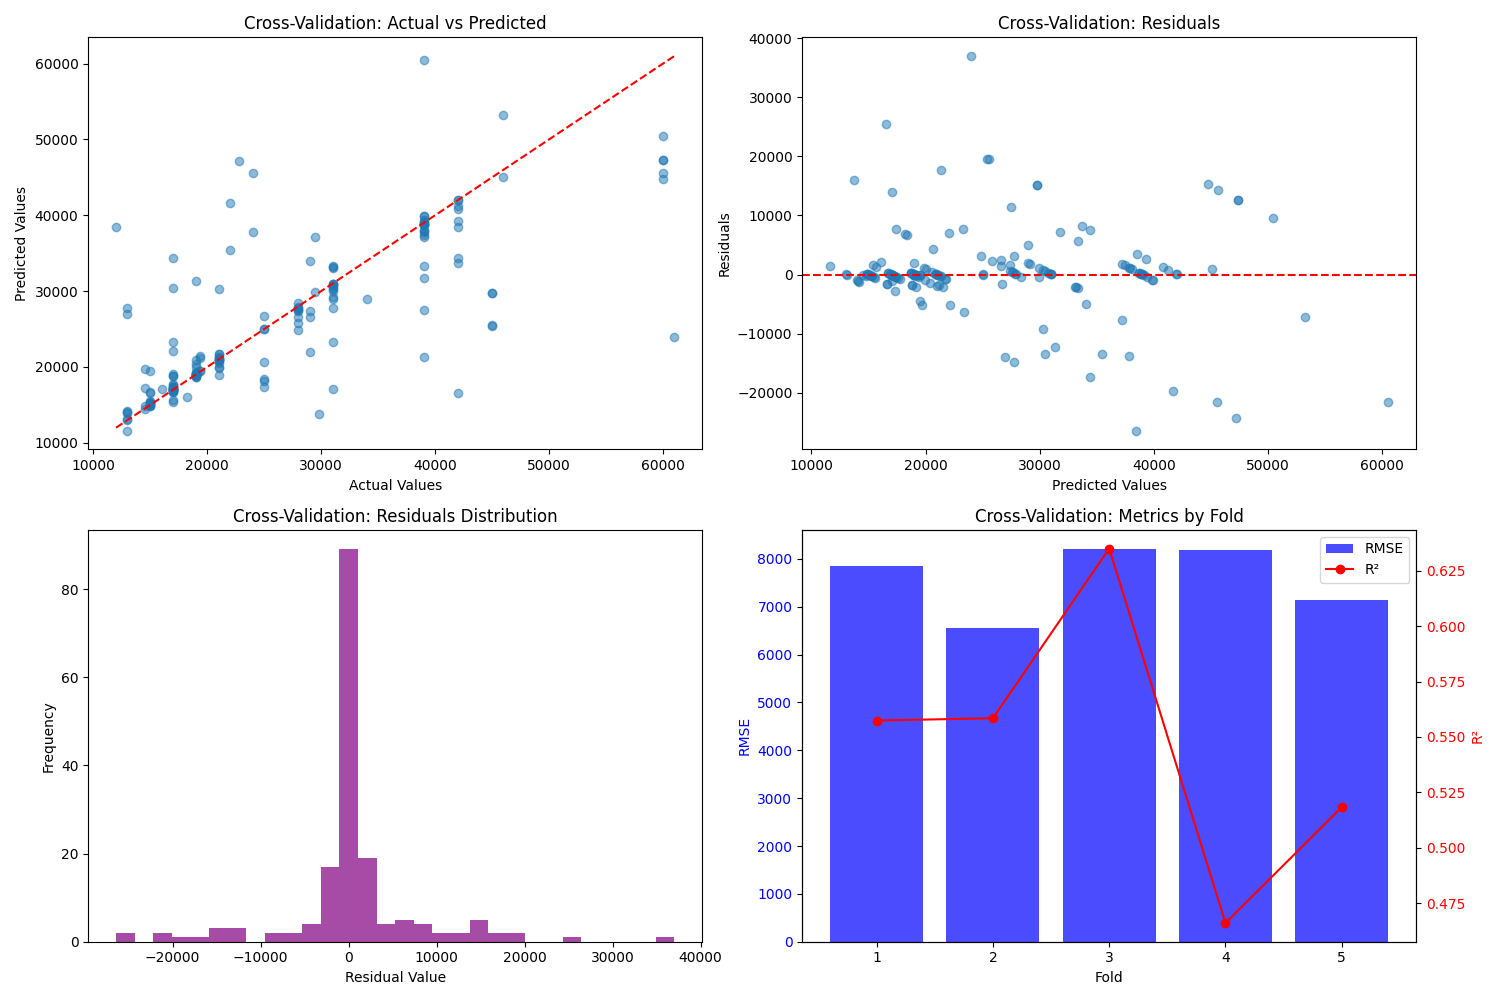 Cross-Validation: Actual vs Predicted
60000
50000
40000
30000
20000
10000
Predicted Values
10000 20000 30000 40000 50000 60000
Actual Values
Cross-Validation: Residuals
40000
30000
20000
10000
0
−10000
−20000
Residuals
10000 20000 30000 40000 50000 60000
Predicted Values
Cross-Validation: Residuals Distribution
80
60
40
20
0
Frequency
−20000 −10000 0 10000 20000 30000 40000
Residual Value
Cross-Validation: Metrics by Fold
8000
7000
6000
5000
4000
3000
2000
1000
0
RMSE
RMSE
R²
0.625
0.600
0.575
0.550
0.525
0.500
0.475
R²
1 2 3 4 5
Fold